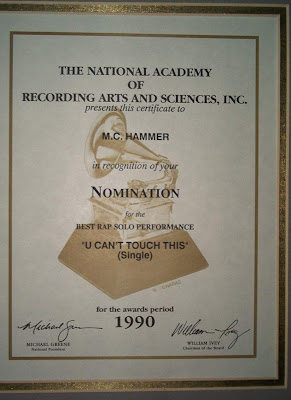 THE NATIONAL ACADEMY
OF
RECORDING ARTS AND SCIENCES, INC.
presents this certificate to
M.C. HAMMER
in recognition of your
NOMINATION
for the
BEST RAP SOLO PERFORMANCE
"U CAN'T TOUCH THIS"
(Single)
for the awards period
1990
MICHAEL GREENE
National President
WILLIAM IVEY
Chairman of the Board